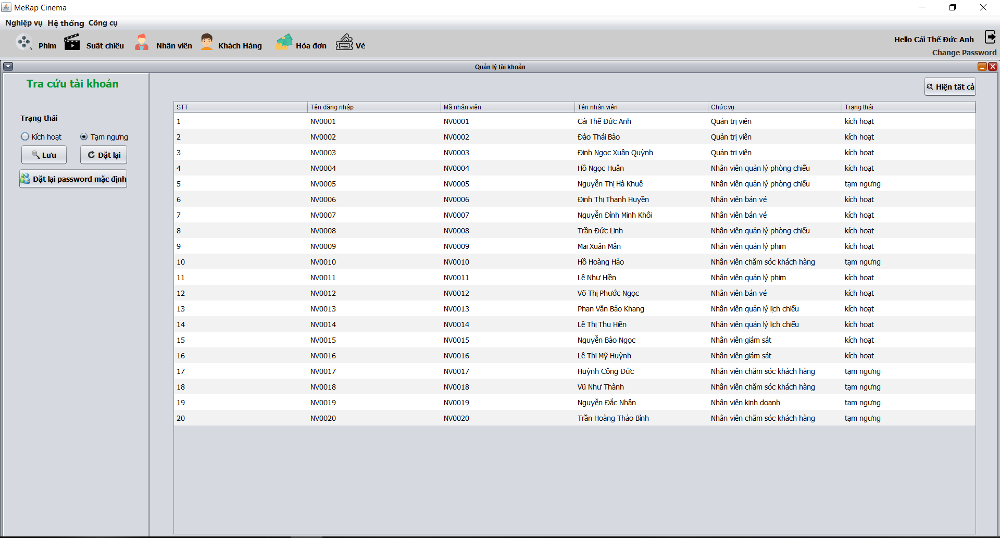 MeRap Cinema
Nghiệp vụ Hệ thống Công cụ
Phim Suất chiếu Nhân viên Khách Hàng Hóa đơn Vé
Hello Cái Thế Đức Anh
Change Password
Quản lý tài khoản
Tra cứu tài khoản
Trạng thái
Kích hoạt Tạm ngưng
Lưu Đặt lại
Đặt lại password mặc định
Hiện tất cả
STT Tên đăng nhập Mã nhân viên Tên nhân viên Chức vụ Trạng thái
1 NV0001 NV0001 Cái Thế Đức Anh Quản trị viên kích hoạt
2 NV0002 NV0002 Đào Thái Bảo Quản trị viên kích hoạt
3 NV0003 NV0003 Đinh Ngọc Xuân Quỳnh Quản trị viên kích hoạt
4 NV0004 NV0004 Hồ Ngọc Huân Nhân viên quản lý phòng chiếu kích hoạt
5 NV0005 NV0005 Nguyễn Thị Hà Khuê Nhân viên quản lý phòng chiếu tạm ngưng
6 NV0006 NV0006 Đinh Thị Thanh Huyền Nhân viên bán vé kích hoạt
7 NV0007 NV0007 Nguyễn Đình Minh Khôi Nhân viên bán vé kích hoạt
8 NV0008 NV0008 Trần Đức Linh Nhân viên quản lý phòng chiếu kích hoạt
9 NV0009 NV0009 Mai Xuân Mẫn Nhân viên quản lý phim kích hoạt
10 NV0010 NV0010 Hồ Hoàng Hảo Nhân viên chăm sóc khách hàng tạm ngưng
11 NV0011 NV0011 Lê Như Hiền Nhân viên quản lý phim kích hoạt
12 NV0012 NV0012 Võ Thị Phước Ngọc Nhân viên bán vé kích hoạt
13 NV0013 NV0013 Phan Văn Bảo Khang Nhân viên quản lý lịch chiếu kích hoạt
14 NV0014 NV0014 Lê Thị Thu Hiền Nhân viên quản lý lịch chiếu kích hoạt
15 NV0015 NV0015 Nguyễn Bảo Ngọc Nhân viên giám sát kích hoạt
16 NV0016 NV0016 Lê Thị Mỹ Huỳnh Nhân viên giám sát kích hoạt
17 NV0017 NV0017 Huỳnh Công Đức Nhân viên chăm sóc khách hàng tạm ngưng
18 NV0018 NV0018 Vũ Như Thành Nhân viên chăm sóc khách hàng tạm ngưng
19 NV0019 NV0019 Nguyễn Đắc Nhân Nhân viên kinh doanh tạm ngưng
20 NV0020 NV0020 Trần Hoàng Thảo Bình Nhân viên chăm sóc khách hàng tạm ngưng